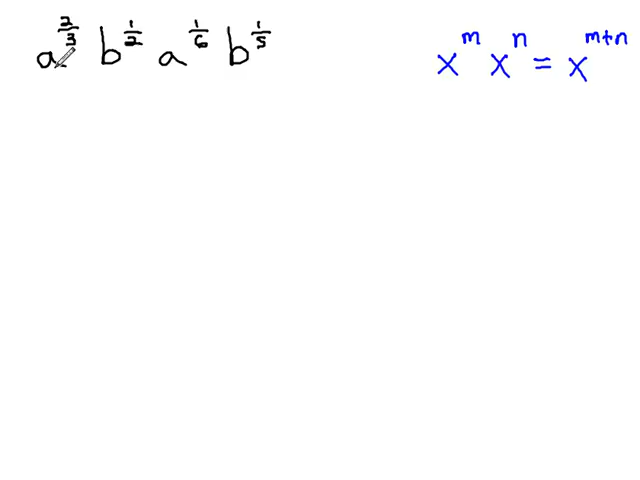 a^{2/3} b^{1/2} a^{1/6} b^{1/5} x^m x^n = x^{m+n}